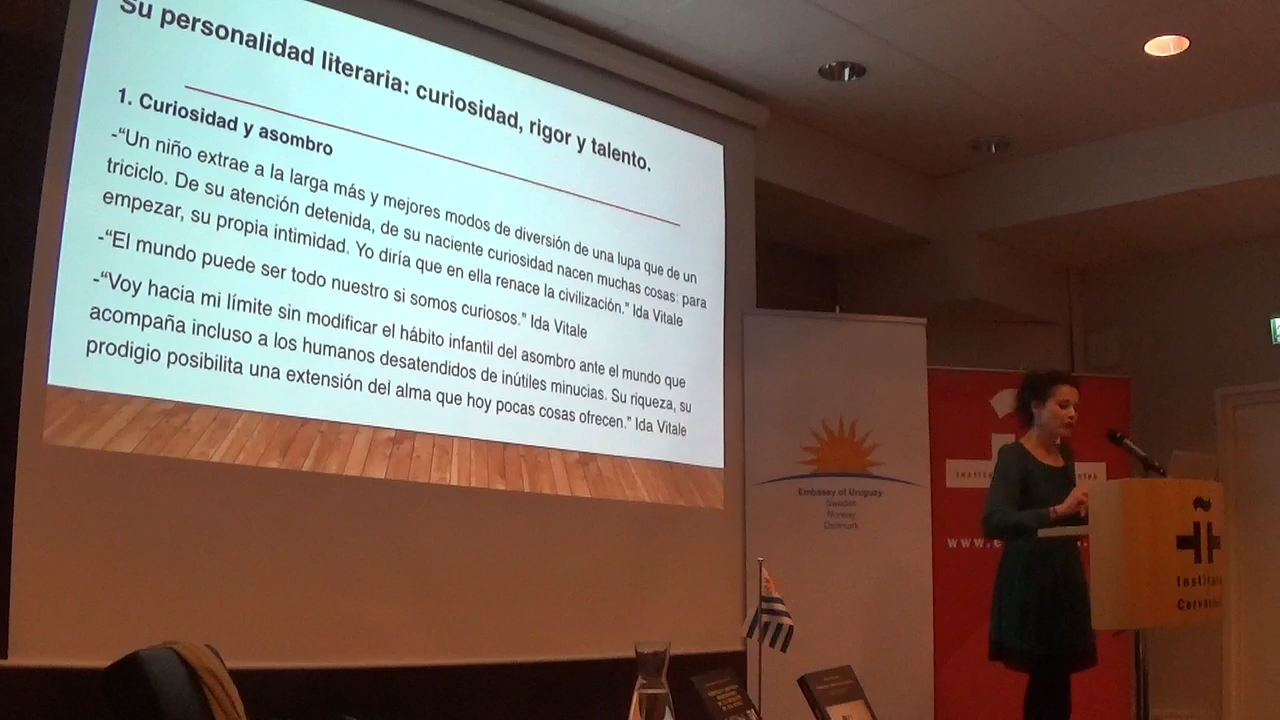 Su personalidad literaria: curiosidad, rigor y talento.
1. Curiosidad y asombro
-“Un niño extrae a la larga más y mejores modos de diversión de una lupa que de un
triciclo. De su atención detenida, de su naciente curiosidad nacen muchas cosas: para
empezar, su propia intimidad. Yo diría que en ella renace la civilización.” Ida Vitale
-“El mundo puede ser todo nuestro si somos curiosos.” Ida Vitale
-“Voy hacia mi límite sin modificar el hábito infantil del asombro ante el mundo que
acompaña incluso a los humanos desatendidos de inútiles minucias. Su riqueza, su
prodigio posibilita una extensión del alma que hoy pocas cosas ofrecen.” Ida Vitale
Embassy of Uruguay
Sweden
Norway
Denmark
www.
Instituto
Cervantes